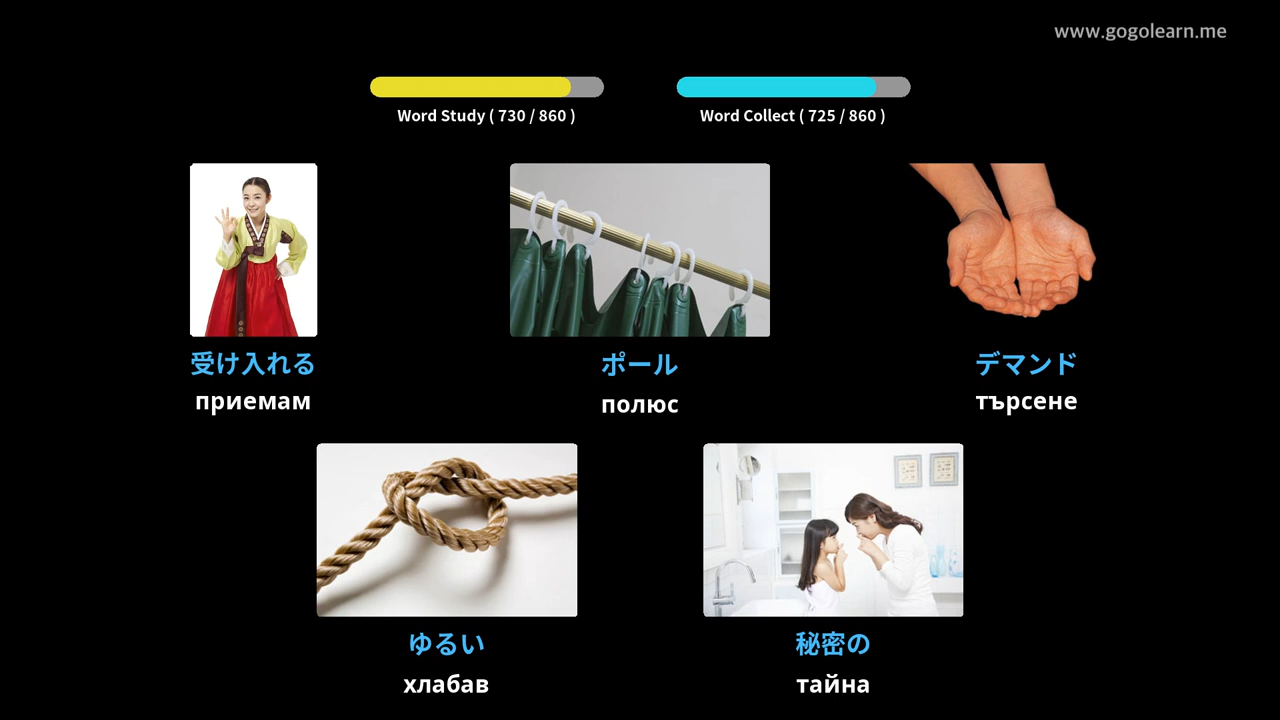 www.gogolearn.me
Word Study ( 730 / 860 )
Word Collect ( 725 / 860 )
受け入れる
приемам
ポール
полюс
デマンド
търсене
ゆるい
хлабав
秘密の
тайна